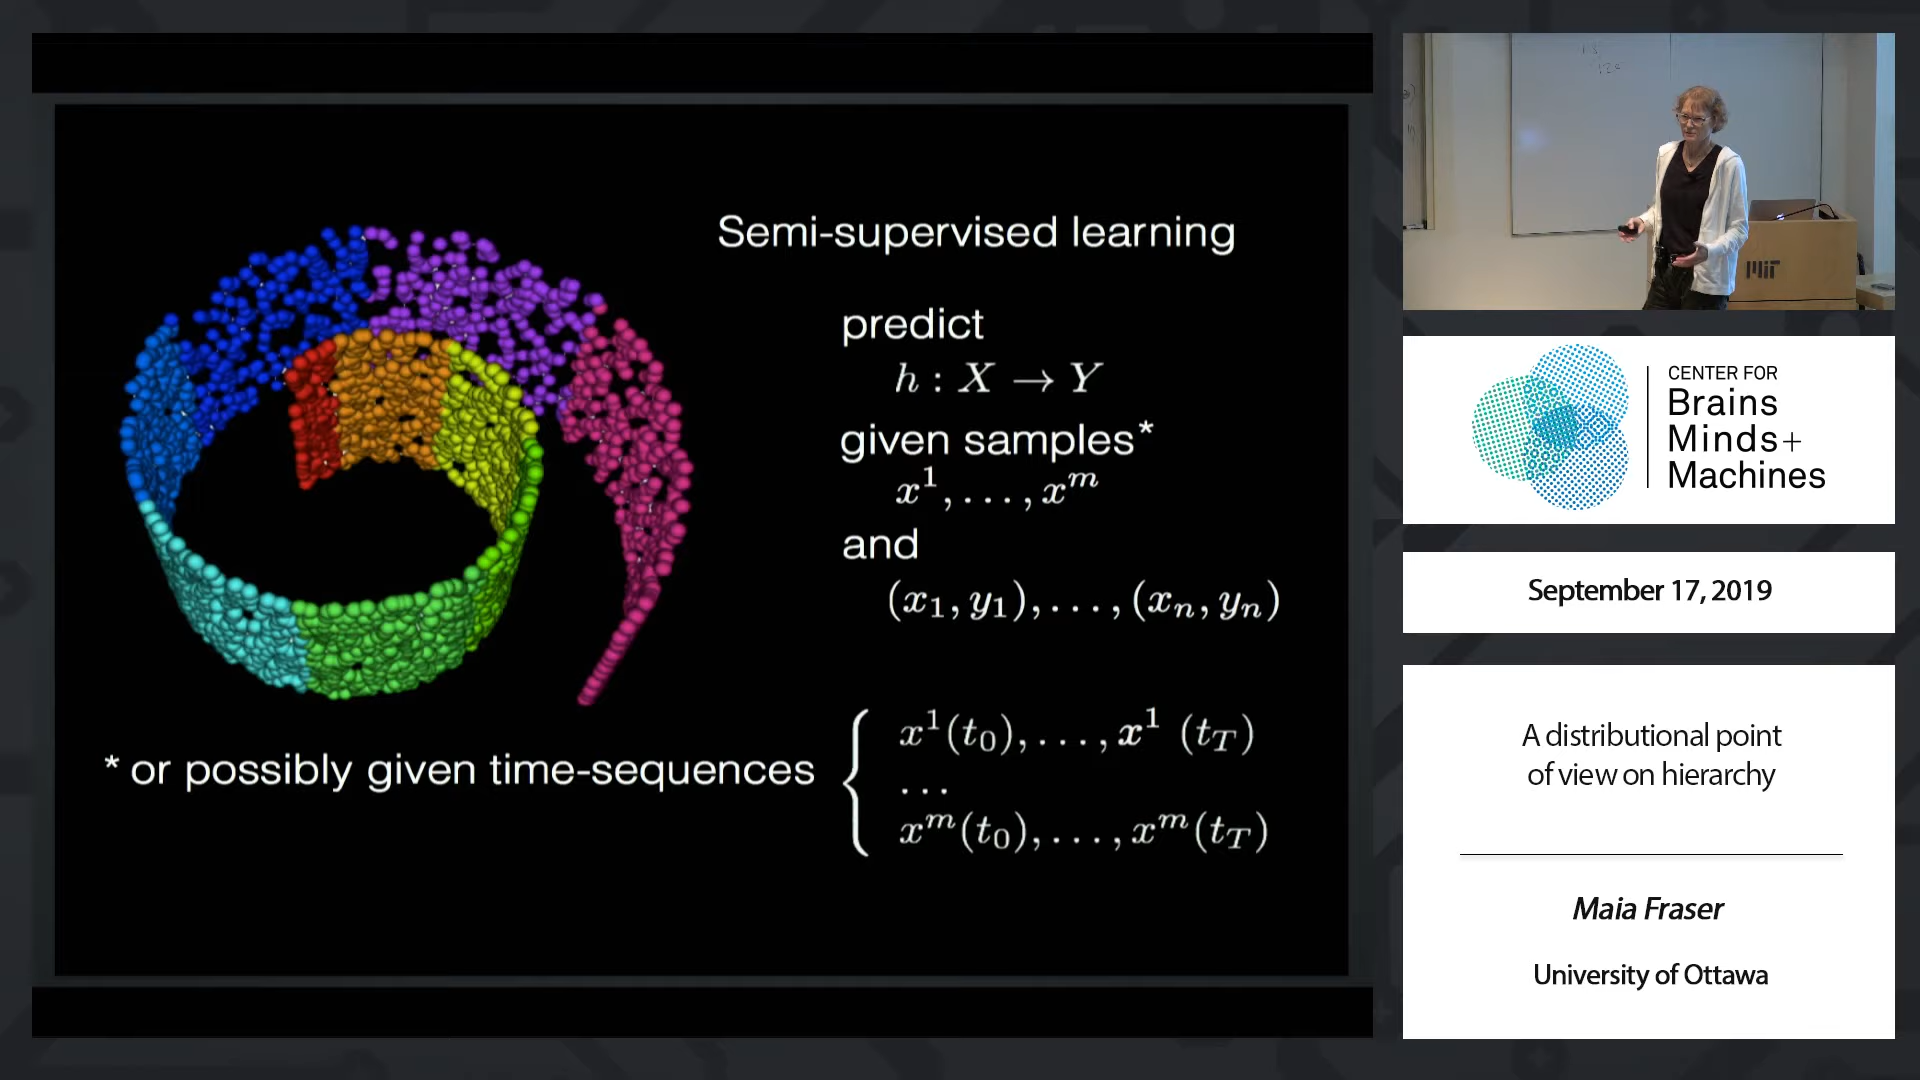 Semi-supervised learning
predict
h : X → Y
given samples*
x¹, . . . , xᵐ
and
(x₁, y₁), . . . , (xₙ, yₙ)
* or possibly given time-sequences
x¹(t₀), . . . , x¹ (t_T)
. . .
xᵐ(t₀), . . . , xᵐ(t_T)
MIT
CENTER FOR
Brains
Minds+
Machines
September 17, 2019
A distributional point
of view on hierarchy
Maia Fraser
University of Ottawa